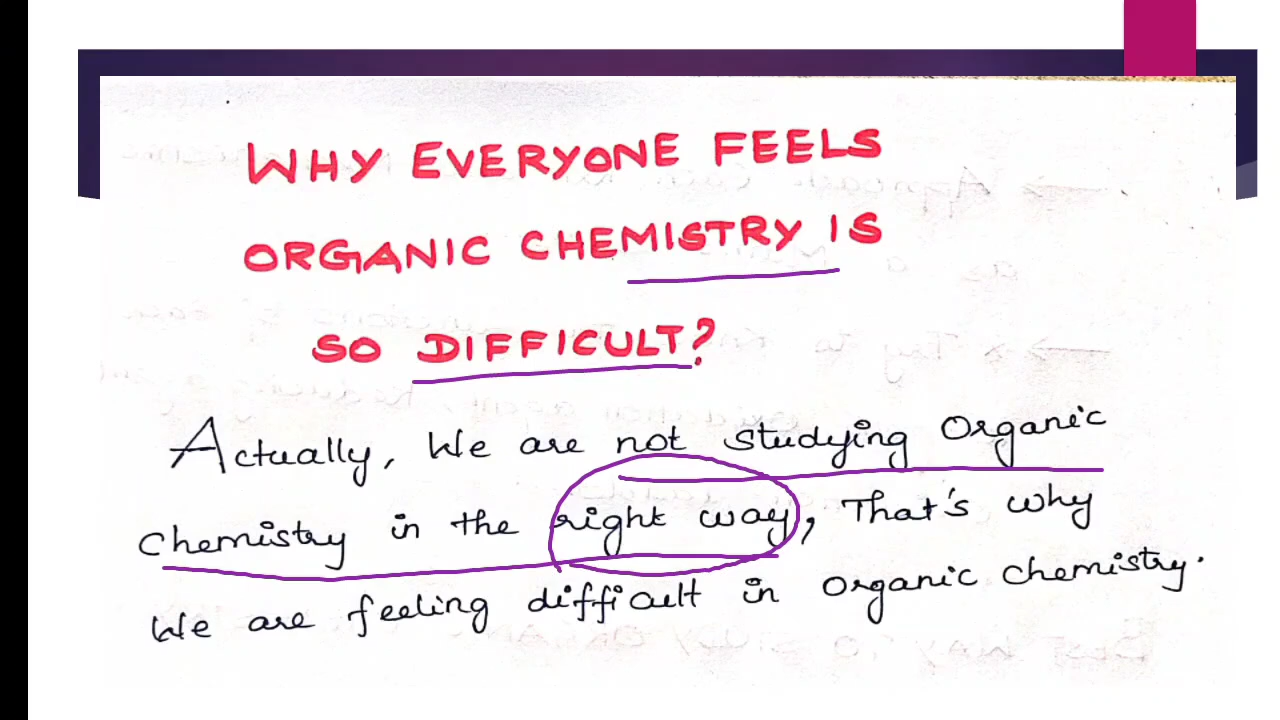 WHY EVERYONE FEELS
ORGANIC CHEMISTRY IS
SO DIFFICULT?
Actually, We are not studying Organic
Chemistry in the right way, That's why
We are feeling difficult in organic chemistry.